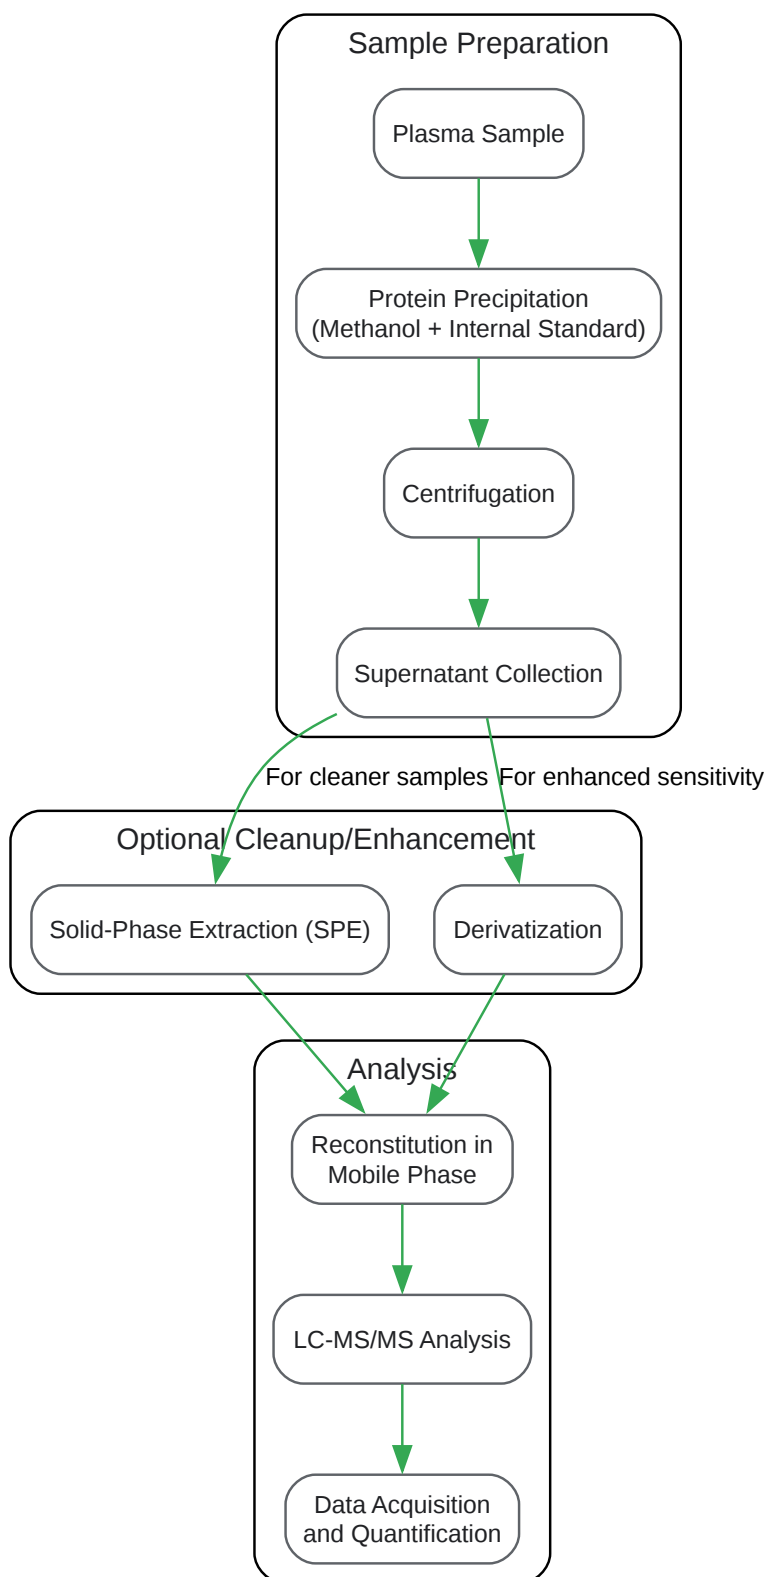 Sample Preparation
Plasma Sample
Protein Precipitation
(Methanol + Internal Standard)
Centrifugation
Supernatant Collection
For cleaner samples
For enhanced sensitivity
Optional Cleanup/Enhancement
Solid-Phase Extraction (SPE)
Derivatization
Analysis
Reconstitution in
Mobile Phase
LC-MS/MS Analysis
Data Acquisition
and Quantification